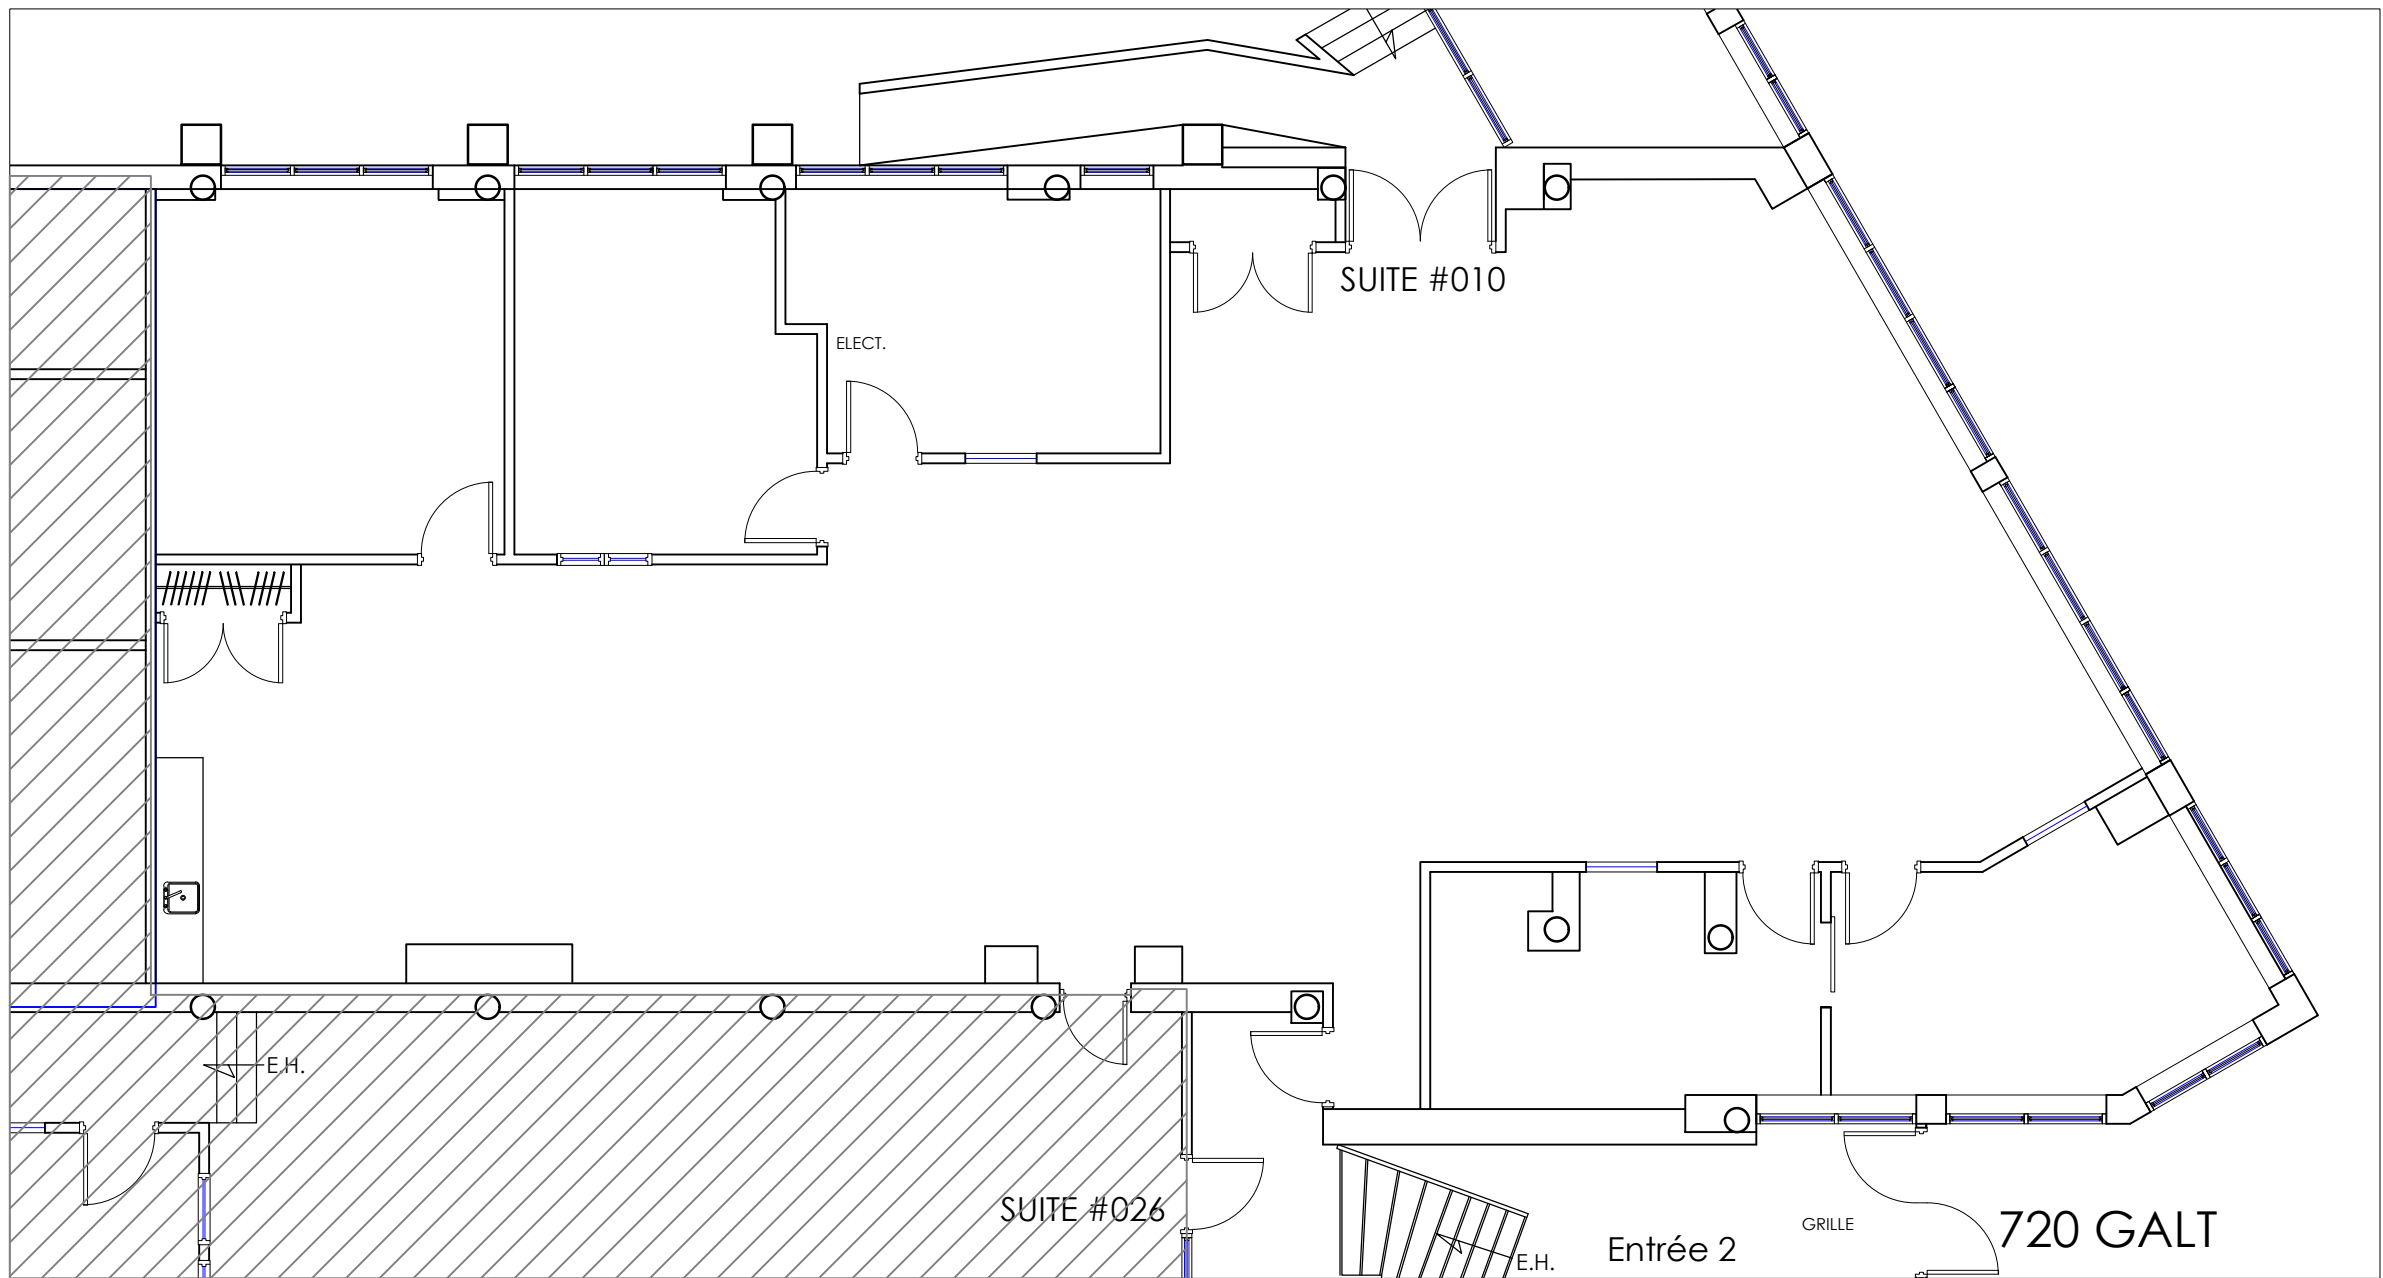 SUITE #010
ELECT.
E.H.
SUITE #026
E.H.
Entrée 2
GRILLE
720 GALT